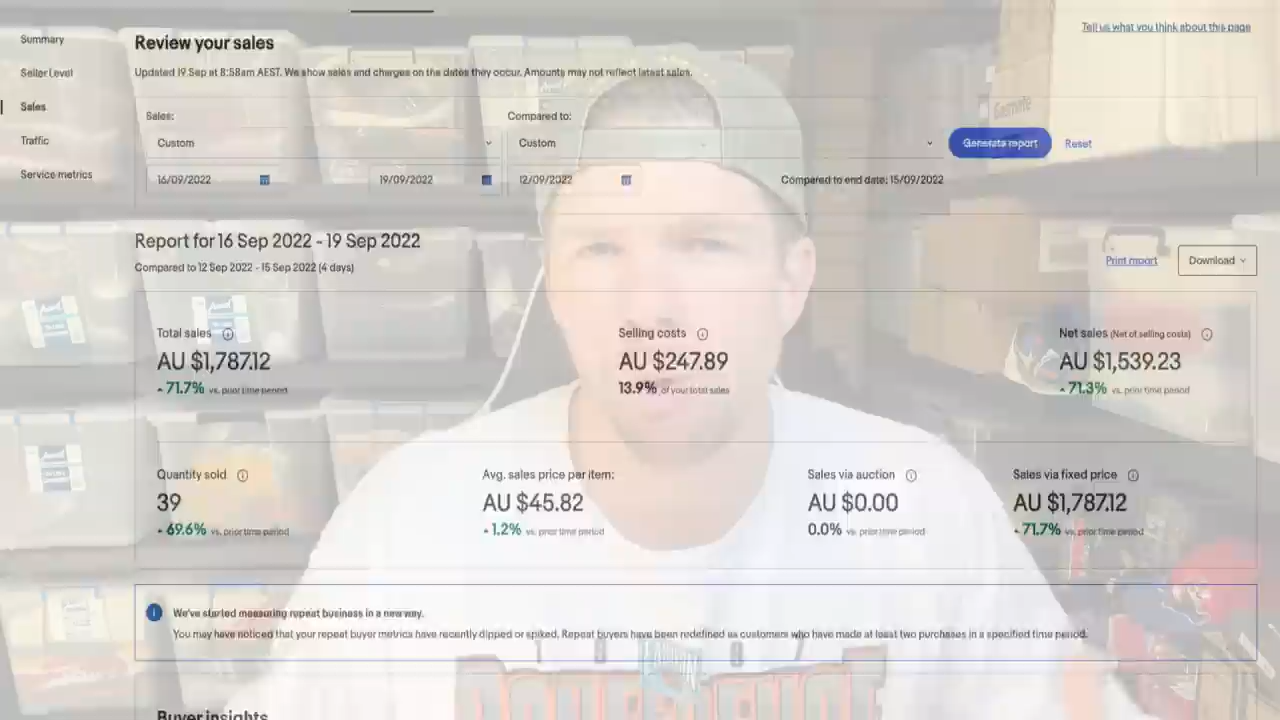 Tell us what you think about this page
Summary
Review your sales
Seller Level
Updated 19 Sep at 8:58am AEST. We show sales and charges on the dates they occur. Amounts may not reflect latest sales.
Sales
Sales:
Compared to:
Traffic
Custom
Custom
Generate report
Reset
Service metrics
16/09/2022
19/09/2022
12/09/2022
Compared to end date: 15/09/2022
Report for 16 Sep 2022 - 19 Sep 2022
Compared to 12 Sep 2022 - 15 Sep 2022 (4 days)
Print report
Download
Total sales
AU $1,787.12
71.7% vs. prior time period
Selling costs
AU $247.89
13.9% of your total sales
Net sales (Net of selling costs)
AU $1,539.23
71.3% vs. prior time period
Quantity sold
39
69.6% vs. prior time period
Avg. sales price per item:
AU $45.82
1.2% vs. prior time period
Sales via auction
AU $0.00
0.0% vs. prior time period
Sales via fixed price
AU $1,787.12
71.7% vs. prior time period
We've started measuring repeat business in a new way.
You may have noticed that your repeat buyer metrics have recently dipped or spiked. Repeat buyers have been redefined as customers who have made at least two purchases in a specified time period.
Buyer insights